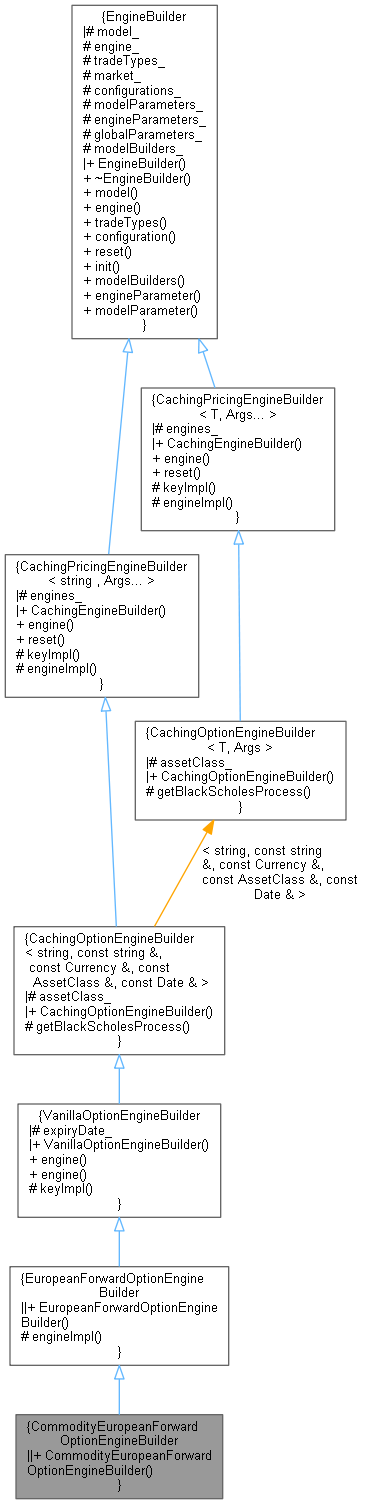 {EngineBuilder
|# model_
# engine_
# tradeTypes_
# market_
# configurations_
# modelParameters_
# engineParameters_
# globalParameters_
# modelBuilders_
|+ EngineBuilder()
+ ~EngineBuilder()
+ model()
+ engine()
+ tradeTypes()
+ configuration()
+ reset()
+ init()
+ modelBuilders()
+ engineParameter()
+ modelParameter()
}
{CachingPricingEngineBuilder
< T, Args... >
|# engines_
|+ CachingEngineBuilder()
+ engine()
+ reset()
# keyImpl()
# engineImpl()
}
{CachingPricingEngineBuilder
< string , Args... >
|# engines_
|+ CachingEngineBuilder()
+ engine()
+ reset()
# keyImpl()
# engineImpl()
}
{CachingOptionEngineBuilder
< T, Args >
|# assetClass_
|+ CachingOptionEngineBuilder()
# getBlackScholesProcess()
}
< string, const string
&, const Currency &,
const AssetClass &, const
Date & >
{CachingOptionEngineBuilder
< string, const string &,
const Currency &, const
AssetClass &, const Date & >
|# assetClass_
|+ CachingOptionEngineBuilder()
# getBlackScholesProcess()
}
{VanillaOptionEngineBuilder
|# expiryDate_
|+ VanillaOptionEngineBuilder()
+ engine()
+ engine()
# keyImpl()
}
{EuropeanForwardOptionEngine
Builder
||+ EuropeanForwardOptionEngine
Builder()
# engineImpl()
}
{CommodityEuropeanForward
OptionEngineBuilder
||+ CommodityEuropeanForward
OptionEngineBuilder()
}